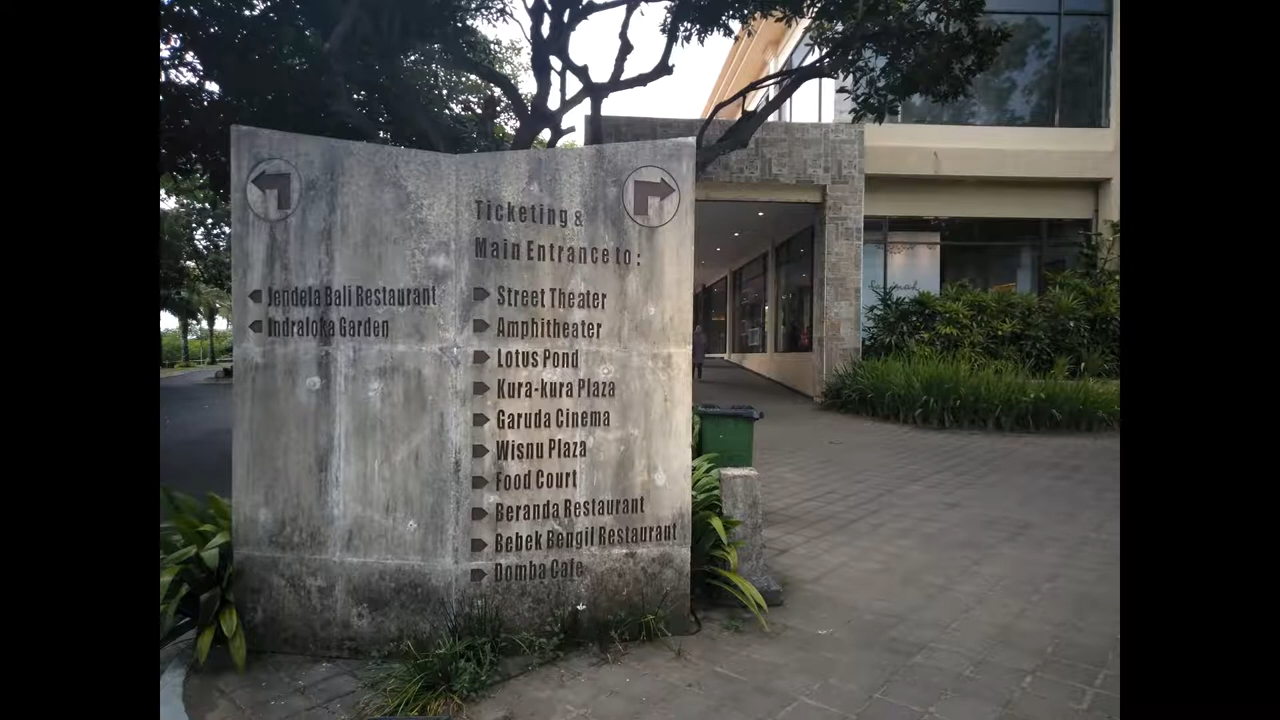 Jendela Bali Restaurant
Indraloka Garden
Ticketing &
Main Entrance to :
Street Theater
Amphitheater
Lotus Pond
Kura-kura Plaza
Garuda Cinema
Wisnu Plaza
Food Court
Beranda Restaurant
Bebek Bengil Restaurant
Domba Cafe